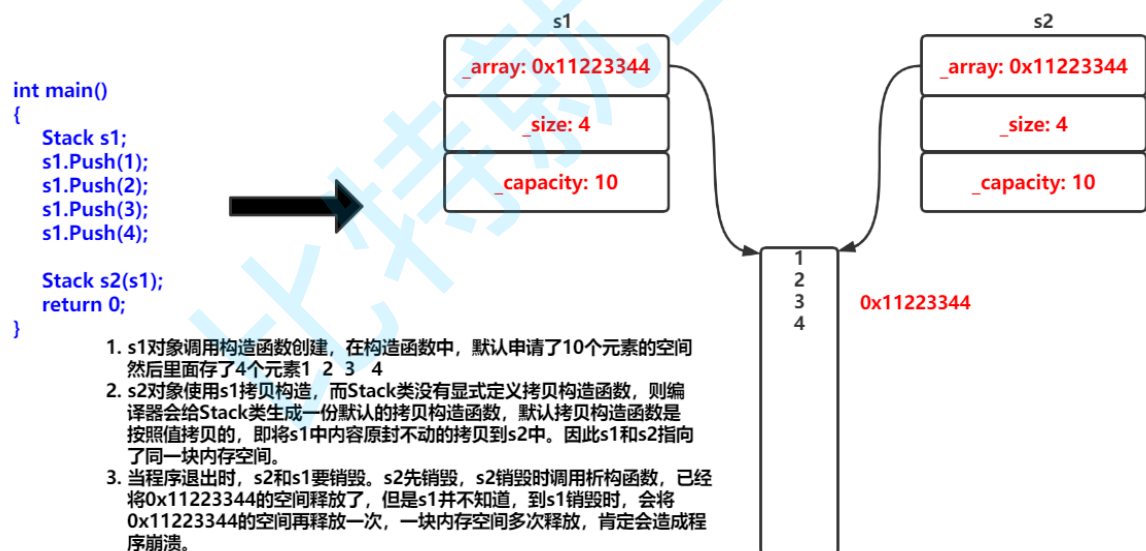 s1
s2
_array: 0x11223344
_array: 0x11223344
_size: 4
_size: 4
_capacity: 10
_capacity: 10
int main()
{
Stack s1;
s1.Push(1);
s1.Push(2);
s1.Push(3);
s1.Push(4);
Stack s2(s1);
return 0;
}
1
2
3
4
0x11223344
1. s1对象调用构造函数创建，在构造函数中，默认申请了10个元素的空间
然后里面存了4个元素1 2 3 4
2. s2对象使用s1拷贝构造，而Stack类没有显式定义拷贝构造函数，则编
译器会给Stack类生成一份默认的拷贝构造函数，默认拷贝构造函数是
按照值拷贝的，即将s1中内容原封不动的拷贝到s2中。因此s1和s2指向
了同一块内存空间。
3. 当程序退出时，s2和s1要销毁。s2先销毁，s2销毁时调用析构函数，已经
将0x11223344的空间释放了，但是s1并不知道，到s1销毁时，会将
0x11223344的空间再释放一次，一块内存空间多次释放，肯定会造成程
序崩溃。
比特就